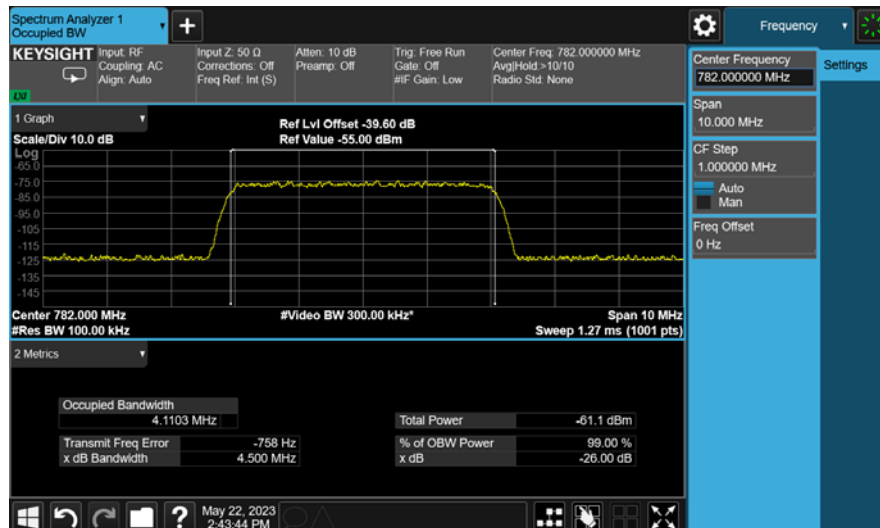 Spectrum Analyzer 1
Occupied BW
Frequency
KEYSIGHT
Input: RF
Coupling: AC
Align: Auto
Input Z: 50 Ω
Corrections: Off
Freq Ref: Int (S)
Atten: 10 dB
Preamp: Off
Trig: Free Run
Gate: Off
#IF Gain: Low
Center Freq: 782.000000 MHz
Avg|Hold:>10/10
Radio Std: None
LXI
Center Frequency
782.000000 MHz
Settings
Span
10.000 MHz
CF Step
1.000000 MHz
Auto
Man
Freq Offset
0 Hz
1 Graph
Scale/Div 10.0 dB
Ref Lvl Offset -39.60 dB
Ref Value -55.00 dBm
Log
-65.0
-75.0
-85.0
-95.0
-105
-115
-125
-135
-145
Center 782.000 MHz
#Video BW 300.00 kHz*
Span 10 MHz
#Res BW 100.00 kHz
Sweep 1.27 ms (1001 pts)
2 Metrics
Occupied Bandwidth
4.1103 MHz
Total Power -61.1 dBm
Transmit Freq Error -758 Hz
% of OBW Power 99.00 %
x dB Bandwidth 4.500 MHz
x dB -26.00 dB
?
May 22, 2023
2:43:44 PM